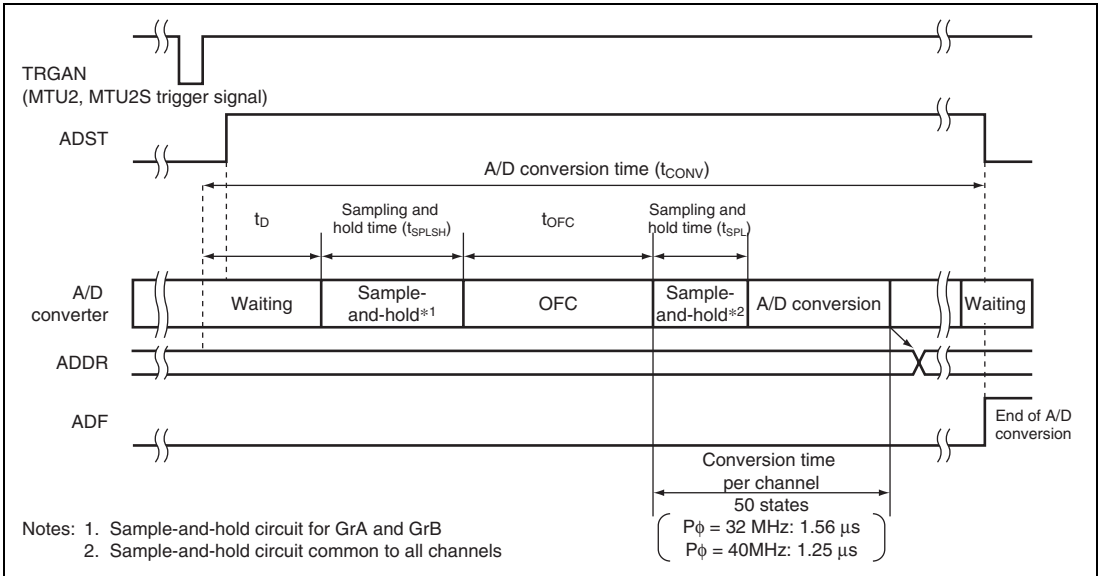 TRGAN
(MTU2, MTU2S trigger signal)
ADST
A/D conversion time (tCONV)
tD
Sampling and
hold time (tSPLSH)
tOFC
Sampling and
hold time (tSPL)
A/D
converter
Waiting
Sample-
and-hold*1
OFC
Sample-
and-hold*2
A/D conversion
Waiting
ADDR
ADF
End of A/D
conversion
Conversion time
per channel
50 states
Pφ = 32 MHz: 1.56 μs
Pφ = 40MHz: 1.25 μs
Notes: 1. Sample-and-hold circuit for GrA and GrB
2. Sample-and-hold circuit common to all channels